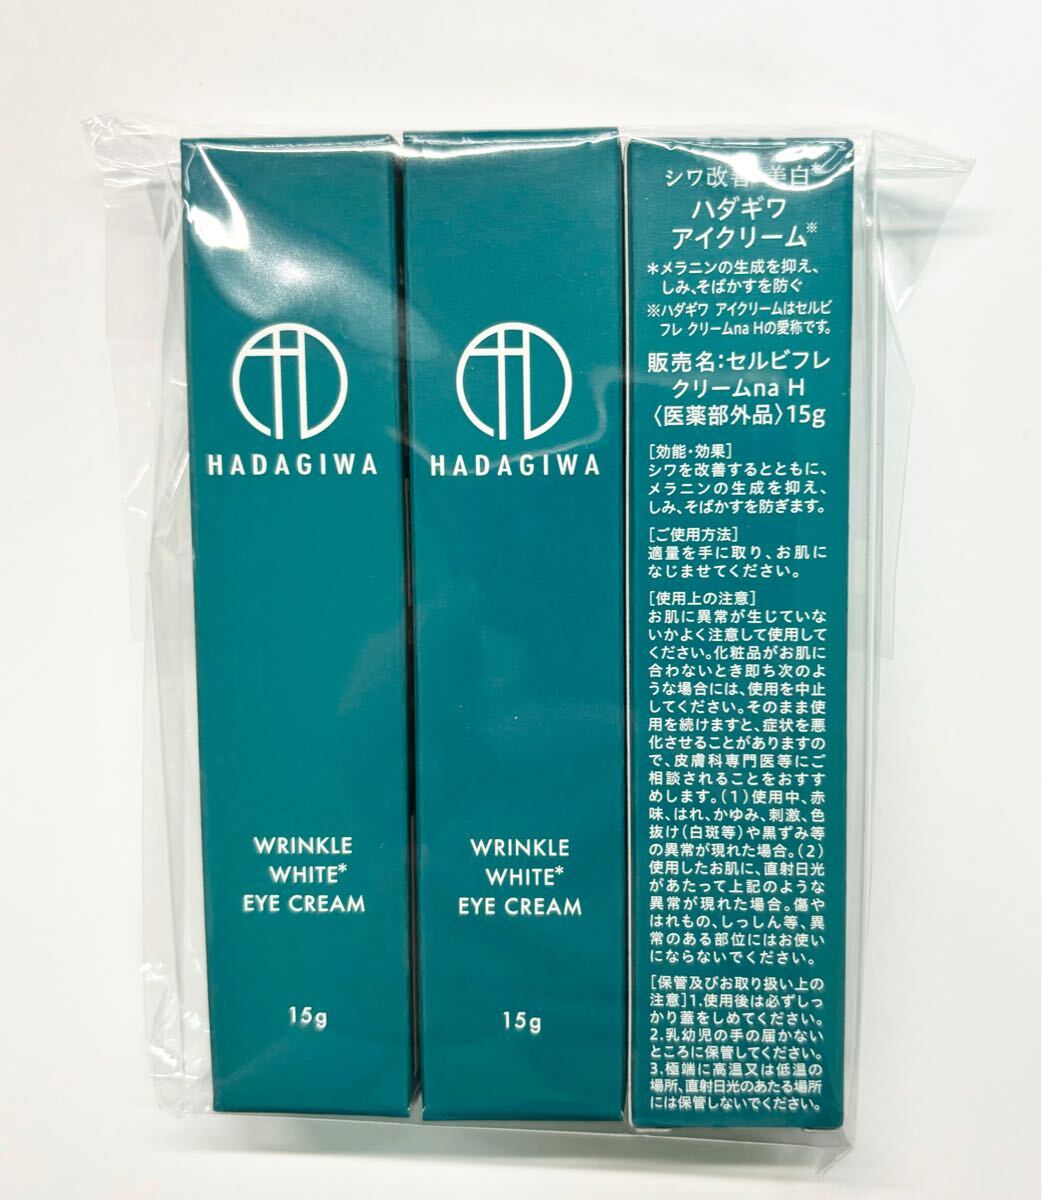 HADAGIWA
WRINKLE
WHITE*
EYE CREAM
15g
HADAGIWA
WRINKLE
WHITE*
EYE CREAM
15g
シワ改善 美白*
ハダギワ
アイクリーム※
*メラニンの生成を抑え、
しみ、そばかすを防ぐ
※ハダギワ アイクリームはセルビ
フレ クリームna Hの愛称です。
販売名:セルビフレ
クリームna H
〈医薬部外品〉15g
[効能・効果]
シワを改善するとともに、
メラニンの生成を抑え、
しみ、そばかすを防ぎます。
[ご使用方法]
適量を手に取り、お肌に
なじませてください。
[使用上の注意]
お肌に異常が生じていな
いかよく注意して使用して
ください。化粧品がお肌に
合わないとき即ち次のよ
うな場合には、使用を中止
してください。そのまま使
用を続けますと、症状を悪
化させることがありますの
で、皮膚科専門医等にご
相談されることをおすす
めします。(1)使用中、赤
味、はれ、かゆみ、刺激、色
抜け(白斑等)や黒ずみ等
の異常が現れた場合。(2)
使用したお肌に、直射日光
があたって上記のような
異常が現れた場合。傷や
はれもの、しっしん等、異
常のある部位にはお使い
にならないでください。
[保管及びお取り扱い上の
注意]1.使用後は必ずしっ
かり蓋をしめてください。
2.乳幼児の手の届かない
ところに保管してください。
3.極端に高温又は低温の
場所、直射日光のあたる場所
には保管しないでください。